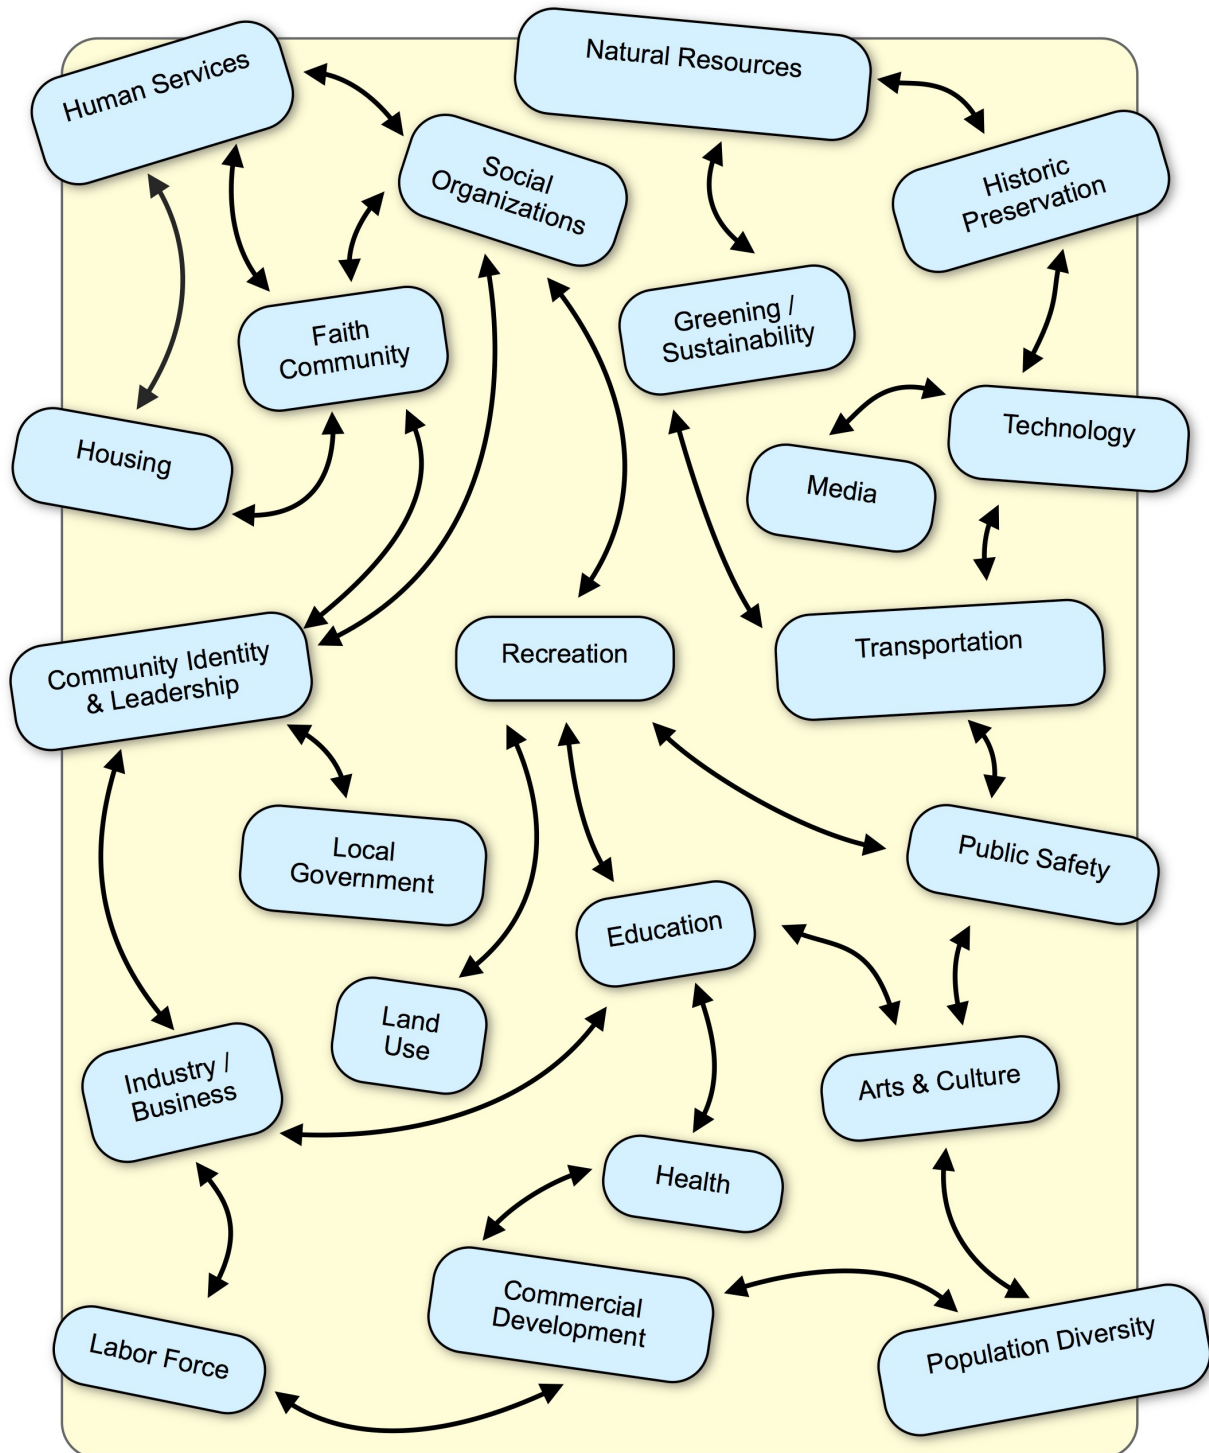 Human Services
Natural Resources
Social
Organizations
Historic
Preservation
Faith
Community
Greening /
Sustainability
Housing
Technology
Media
Community Identity
& Leadership
Recreation
Transportation
Local
Government
Public Safety
Education
Land
Use
Industry /
Business
Arts & Culture
Health
Commercial
Development
Labor Force
Population Diversity